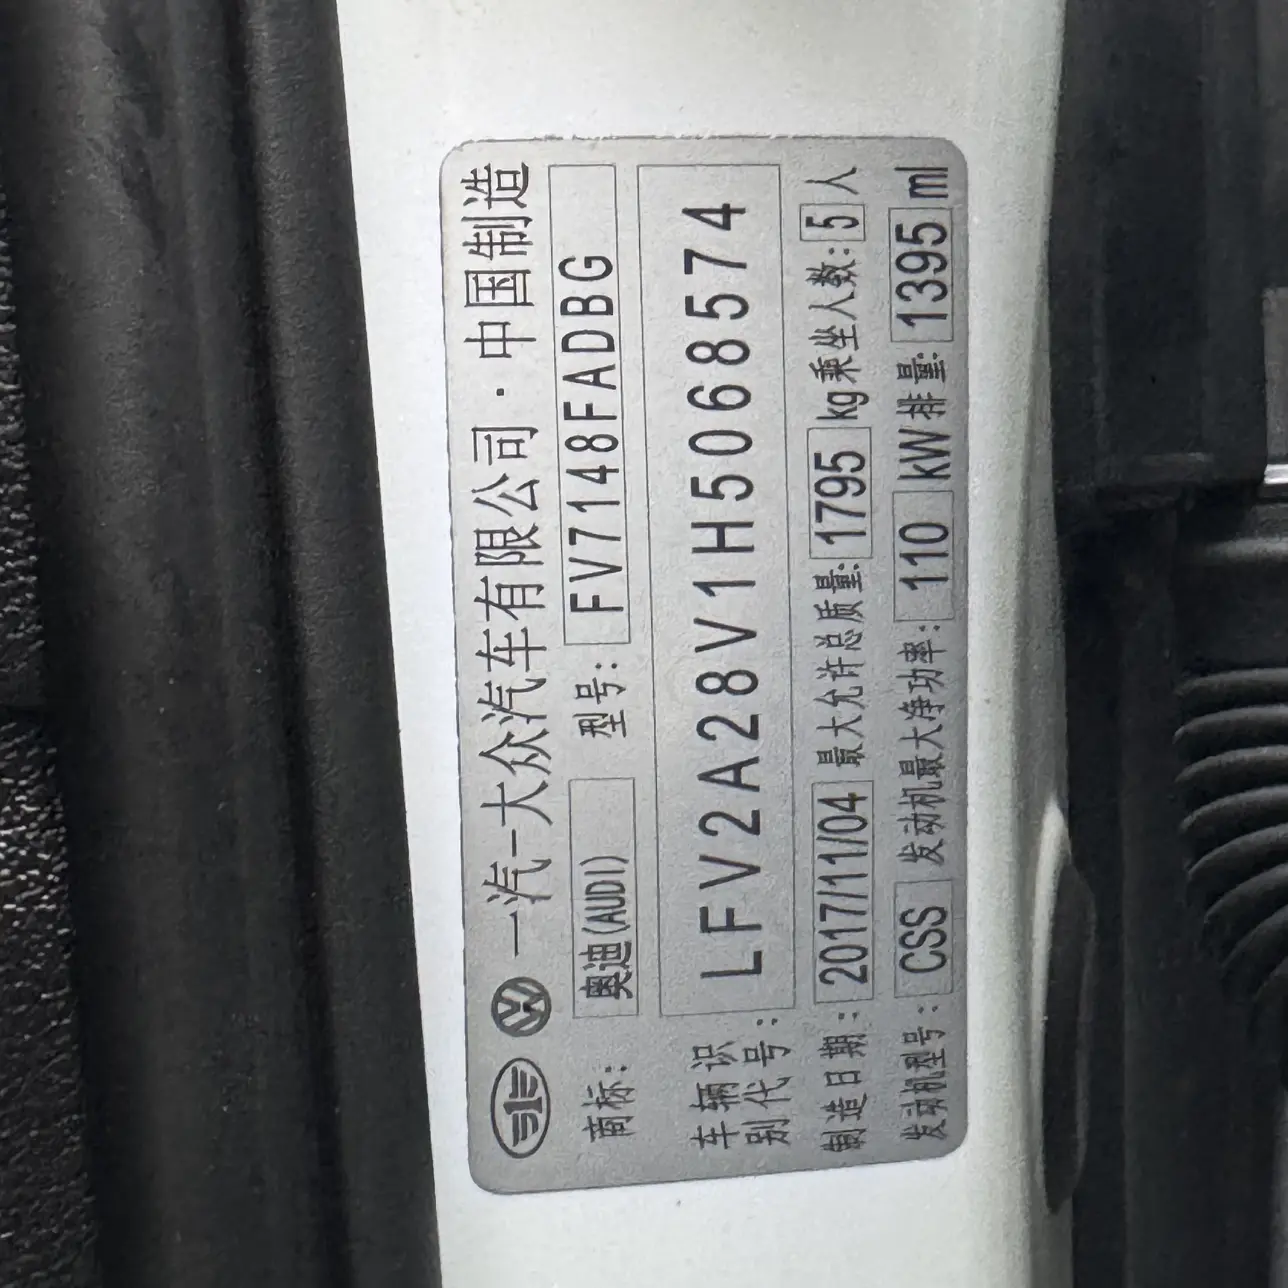 一汽-大众汽车有限公司·中国制造
商标: 奥迪(AUDI) 型号: FV7148FADBG
车辆识别代号: LFV2A28V1H5068574
制造日期: 2017/11/04 最大允许总质量: 1795 kg 乘坐人数: 5 人
发动机型号: CSS 发动机最大净功率: 110 kW 排量: 1395 ml